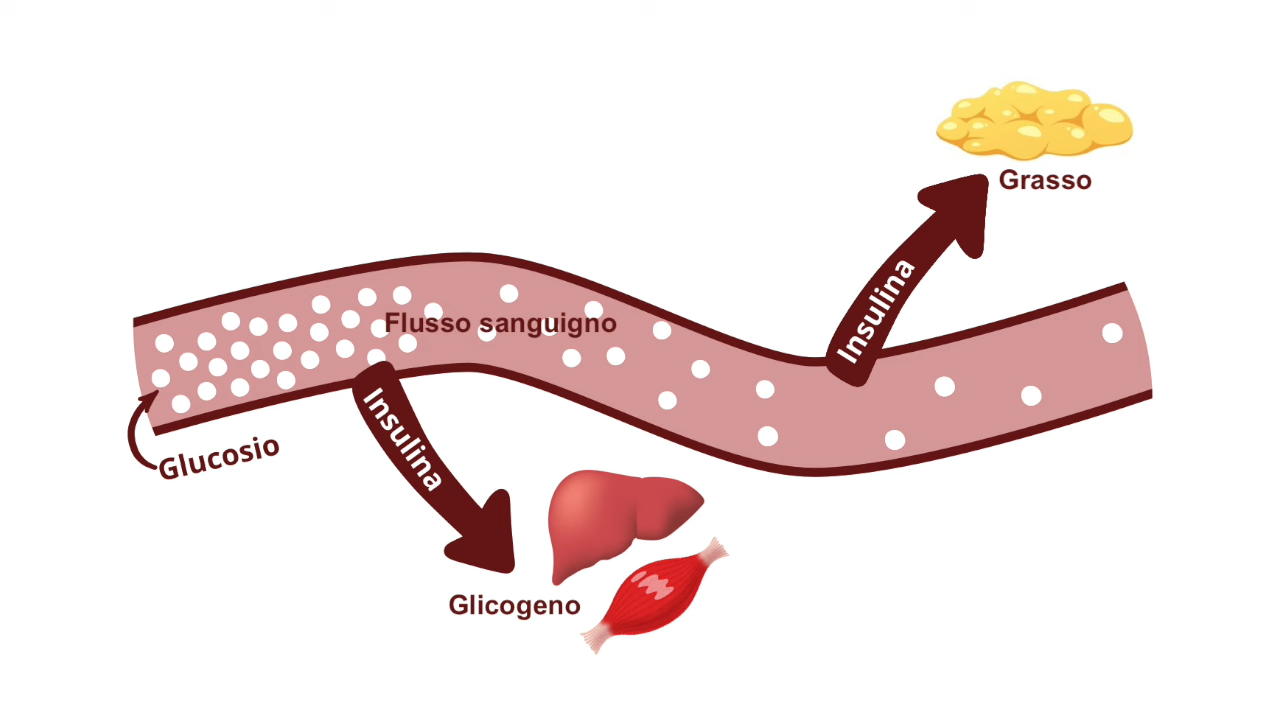 Grasso
Insulina
Flusso sanguigno
Glucosio
Insulina
Glicogeno